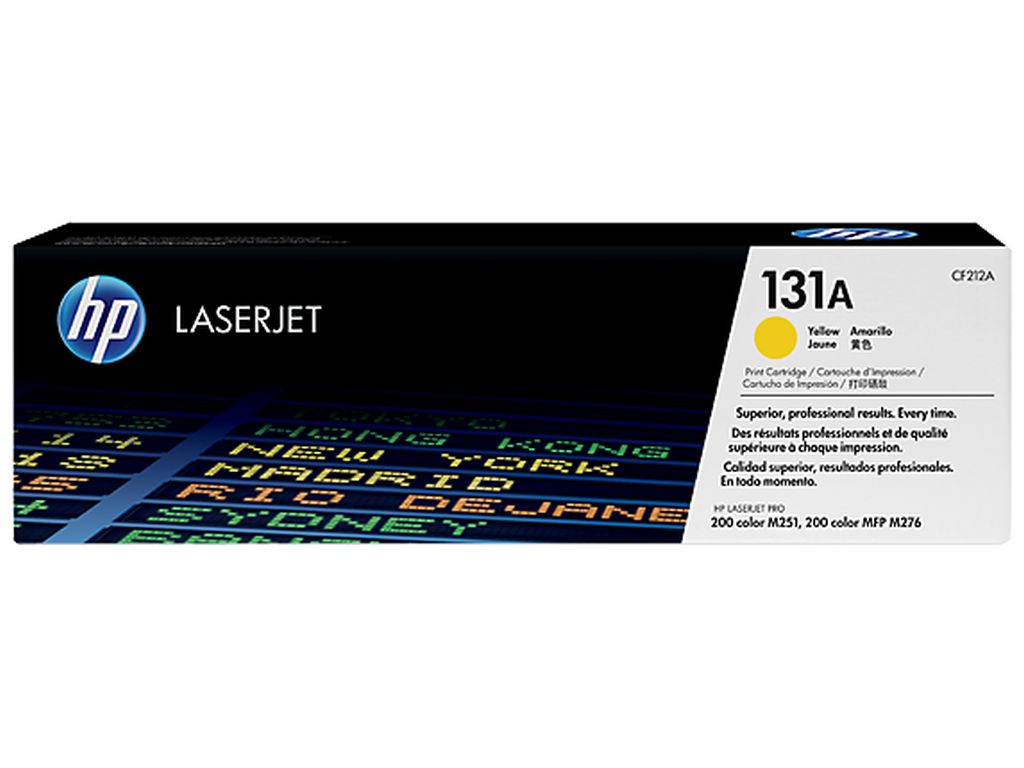 hp
hp
LASERJET
131A
CF212A
Yellow Amarillo
Jaune 黄色
Print Cartridge / Cartouche d'Impression /
Cartucho de Impresión / 打印硒鼓
Superior, professional results. Every time.
Des résultats professionnels et de qualité
supérieure à chaque impression.
Calidad superior, resultados profesionales.
En todo momento.
HP LASERJET PRO
200 color M251, 200 color MFP M276
TOKYO
14 HONG KONG
NEW YORK
MADRID
RIO DEJANE
SYDNEY